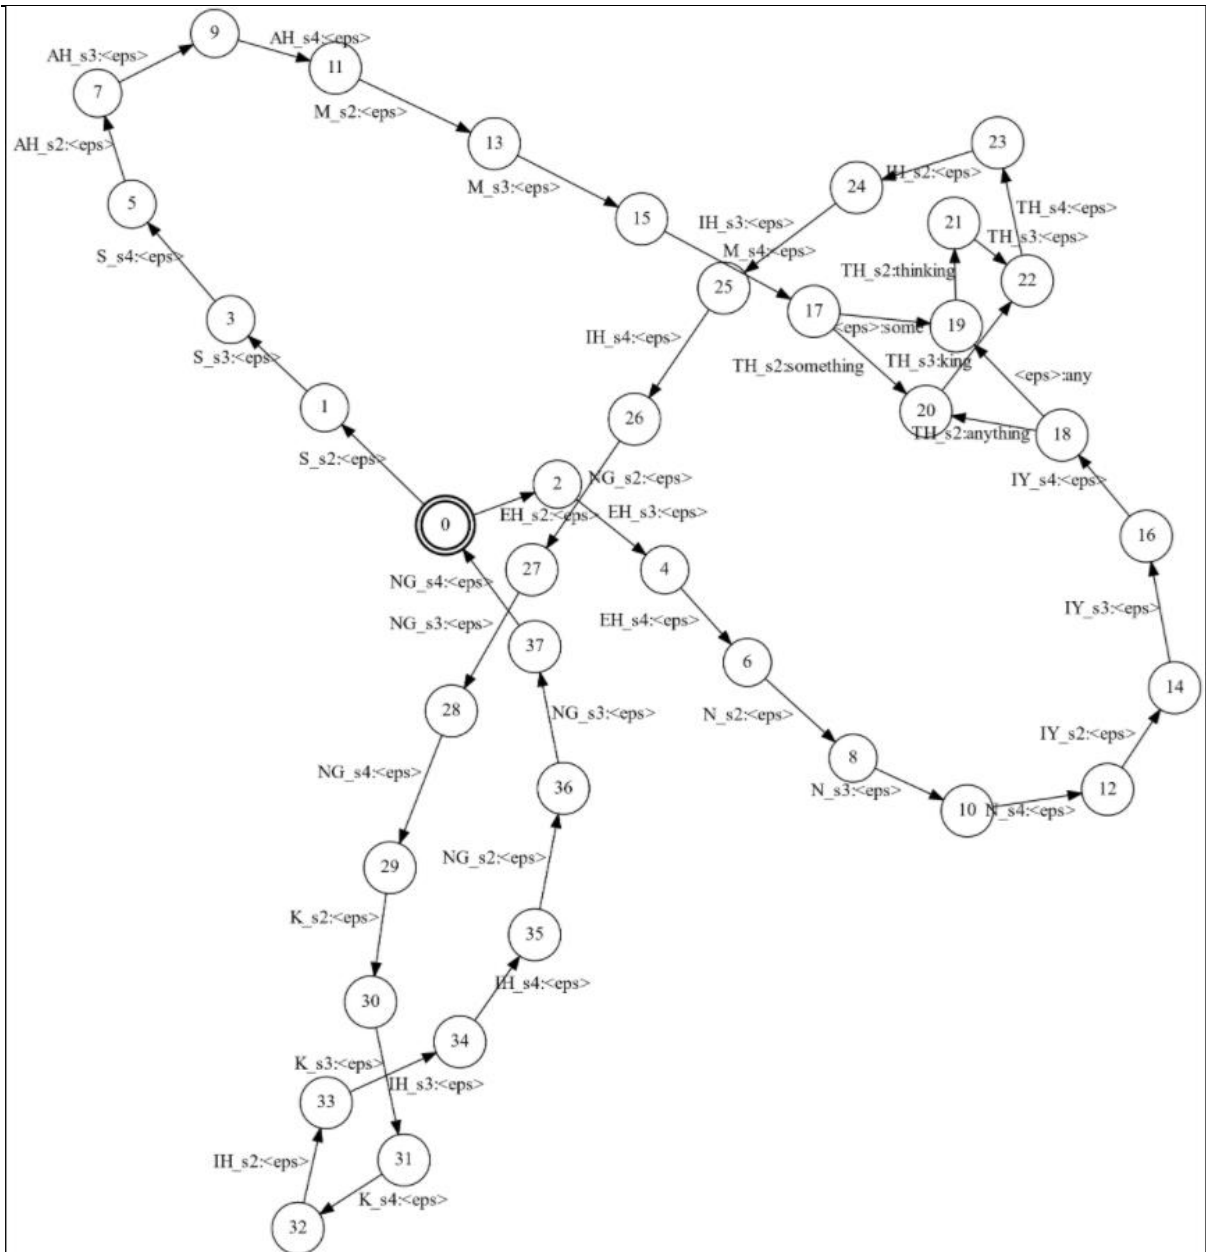 9
AH_s3:<eps>
AH_s4:<eps>
11
7
M_s2:<eps>
AH_s2:<eps>
13
23
M_s3:<eps>
24
IH_s2:<eps>
5
15
IH_s3:<eps>
21
TH_s4:<eps>
S_s4:<eps>
M_s4:<eps>
TH_s3:<eps>
TH_s2:thinking
22
25
3
17
19
<eps>:some
IH_s4:<eps>
S_s3:<eps>
TH_s2:something
TH_s3:king
<eps>:any
1
26
20
18
TH_s2:anything
S_s2:<eps>
2
NG_s2:<eps>
IY_s4:<eps>
0
EH_s2:<eps>
EH_s3:<eps>
16
27
4
NG_s4:<eps>
NG_s3:<eps>
EH_s4:<eps>
IY_s3:<eps>
37
6
14
28
NG_s3:<eps>
N_s2:<eps>
IY_s2:<eps>
8
NG_s4:<eps>
36
N_s3:<eps>
12
10
N_s4:<eps>
29
NG_s2:<eps>
K_s2:<eps>
35
IH_s4:<eps>
30
34
K_s3:<eps>
IH_s3:<eps>
33
IH_s2:<eps>
31
K_s4:<eps>
32